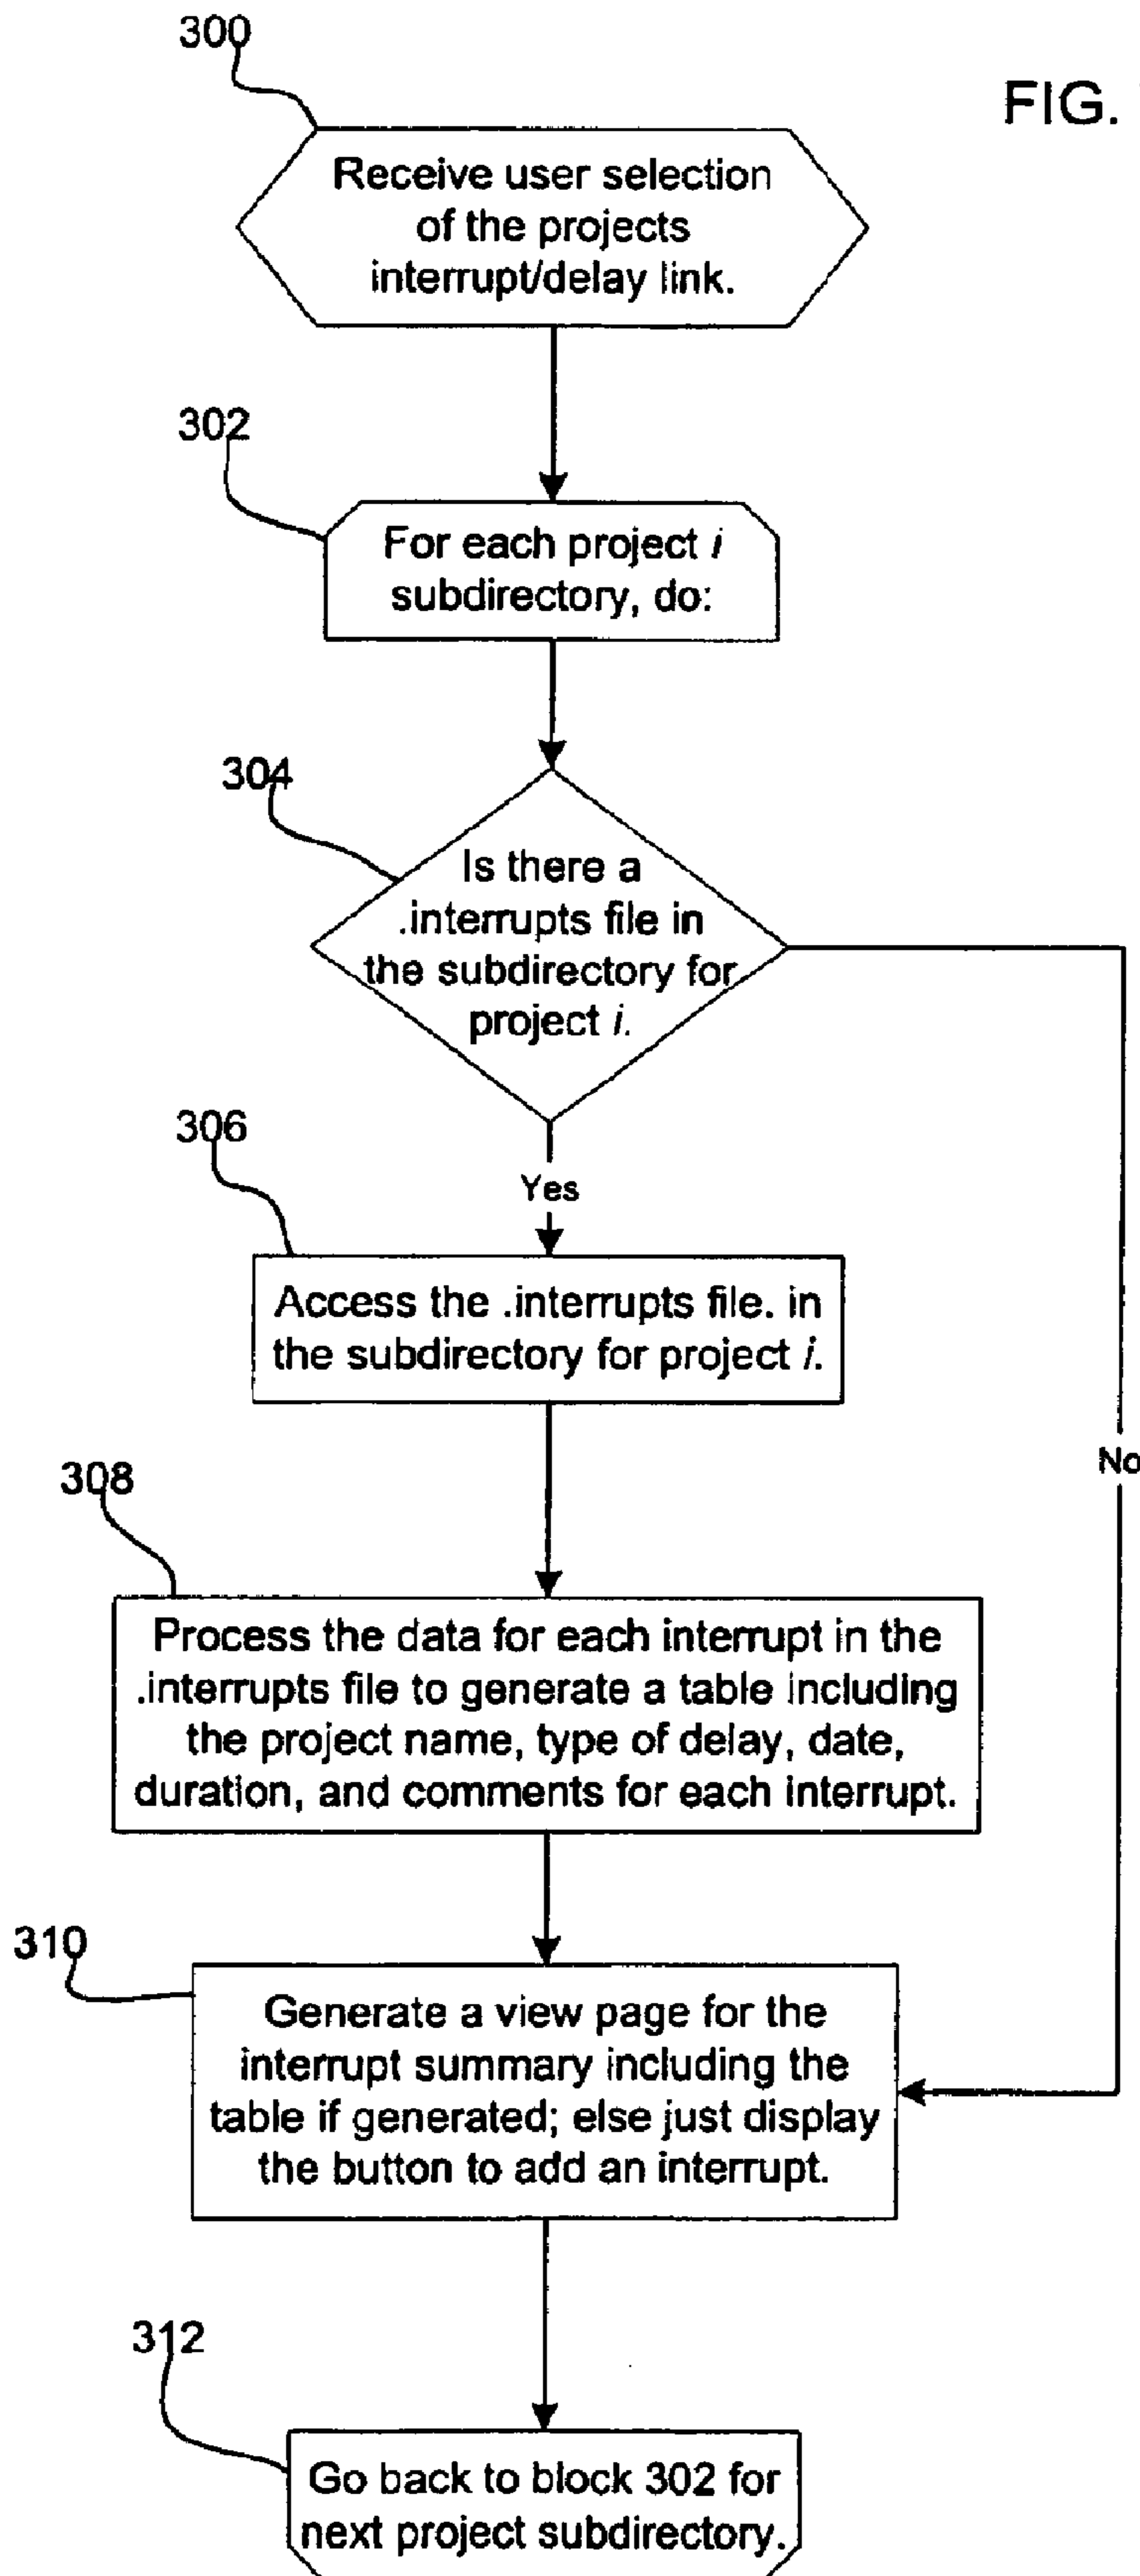 300
FIG.
Receive user selection
of the projects
interrupt/delay link.
302
For each project i
subdirectory, do:
304
Is there a
.interrupts file in
the subdirectory for
project i.
306
Yes
Access the .interrupts file. in
the subdirectory for project i.
No
308
Process the data for each interrupt in the
.interrupts file to generate a table including
the project name, type of delay, date,
duration, and comments for each interrupt.
310
Generate a view page for the
interrupt summary including the
table if generated; else just display
the button to add an interrupt.
312
Go back to block 302 for
next project subdirectory.